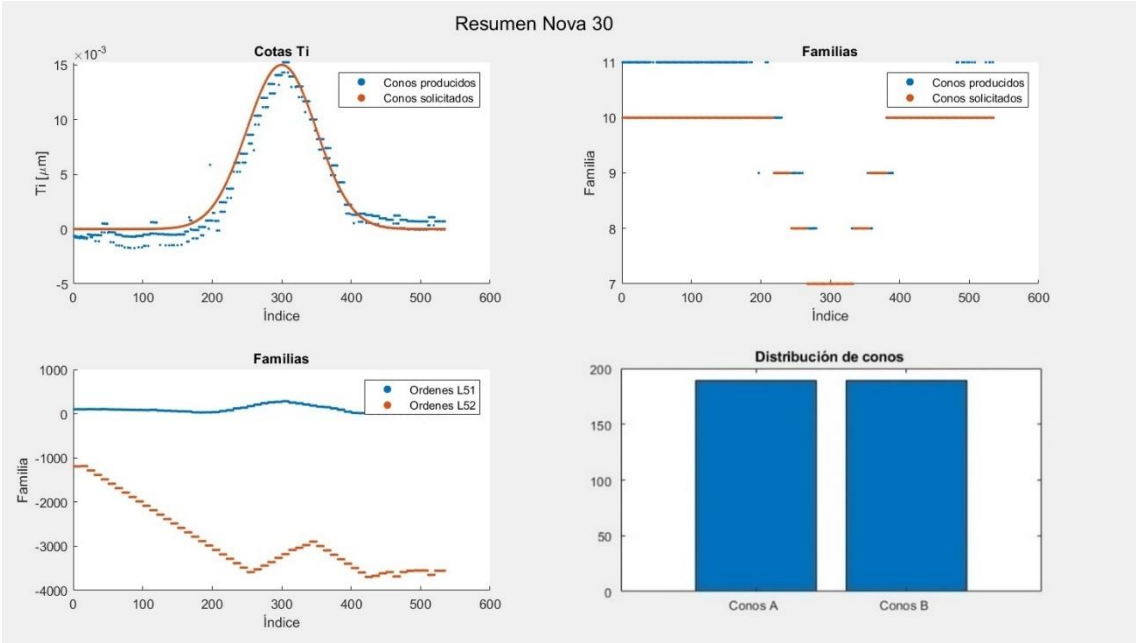 Resumen Nova 30
Cotas Ti
×10⁻³
15
10
5
0
-5
Ti [μm]
0 100 200 300 400 500 600
Índice
Conos producidos
Conos solicitados
Familias
11
10
9
8
7
Familia
0 100 200 300 400 500 600
Índice
Conos producidos
Conos solicitados
Familias
1000
0
-1000
-2000
-3000
-4000
Familia
0 100 200 300 400 500 600
Índice
Ordenes L51
Ordenes L52
Distribución de conos
200
150
100
50
0
Conos A Conos B